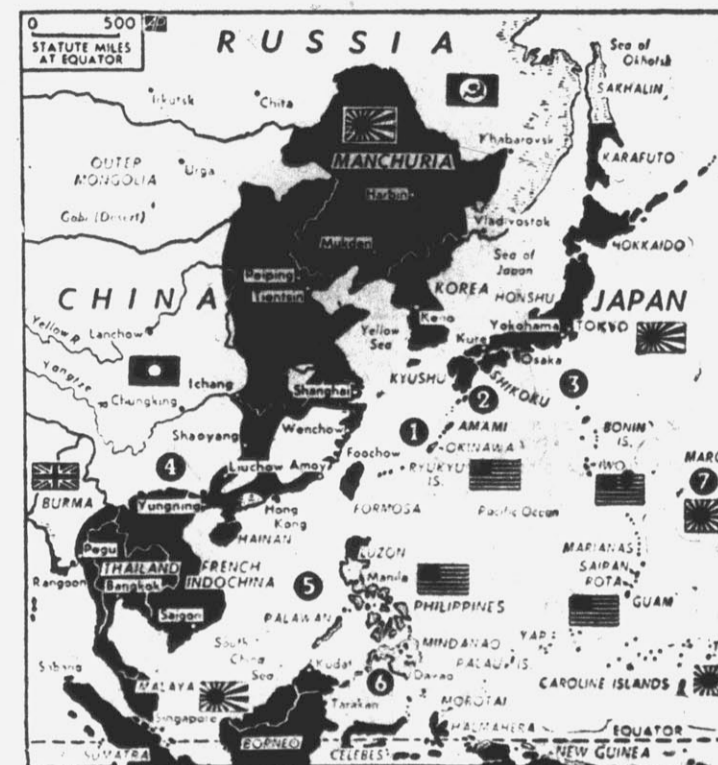 0 500 AP
STATUTE MILES
AT EQUATOR
RUSSIA
Sea of
Okhotsk
SAKHALIN
Irkutsk
Chita
Khabarovsk
MANCHURIA
KARAFUTO
OUTER
MONGOLIA
Urga
Harbin
Gobi (Desert)
Vladivostok
Mukden
HOKKAIDO
Sea of
Japan
Peiping
Tientsin
CHINA
KOREA
HONSHU
JAPAN
Keijo
Yokohama
TOKYO
Yellow R.
Lanchow
Yellow
Sea
Kure
Osaka
Yangtze
KYUSHU
SHIKOKU
Ichang
Chungking
Shanghai
2
3
Wenchow
AMAMI
BONIN
IS.
Shaoyang
1
OKINAWA
Foochow
4
Liuchow
Amoy
RYUKYU
IS.
IWO
MARC
7
BURMA
Yungning
Hong
Kong
FORMOSA
Pacific Ocean
HAINAN
Pegu
LUZON
MARIANAS
THAILAND
FRENCH
INDOCHINA
SAIPAN
ROTA
Rangoon
Bangkok
Manila
5
PHILIPPINES
GUAM
Saigon
PALAWAN
MINDANAO
YAP
South
China
Sea
PALAU IS.
Sabang
Kudat
6
Davao
CAROLINE ISLANDS
MALAYA
Tarakan
MOROTAI
Singapore
HALMAHERA
EQUATOR
SUMATRA
BORNEO
CELEBES
NEW GUINEA